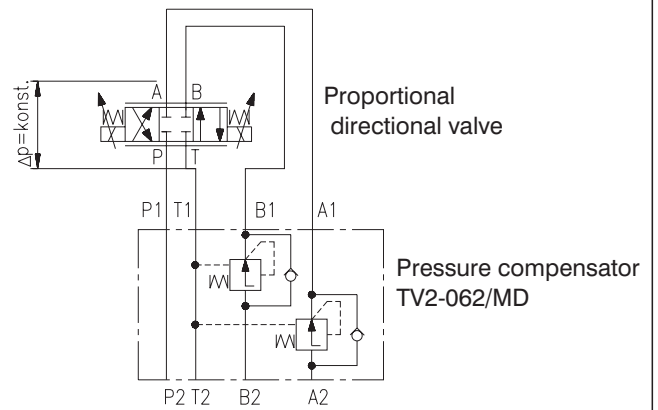 A B
Δp=konst.
Proportional
directional valve
P T
P1 T1 B1 A1
Pressure compensator
TV2-062/MD
P2 T2 B2 A2